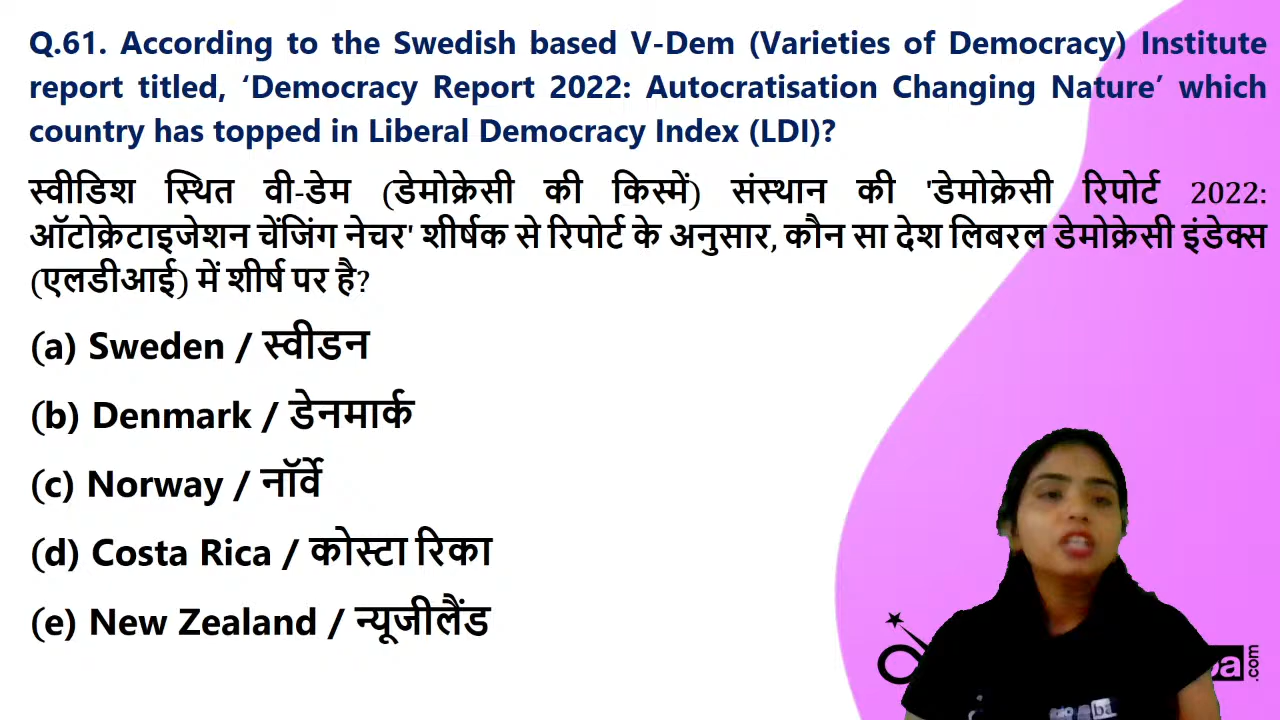 Q.61. According to the Swedish based V-Dem (Varieties of Democracy) Institute
report titled, ‘Democracy Report 2022: Autocratisation Changing Nature’ which
country has topped in Liberal Democracy Index (LDI)?
स्वीडिश स्थित वी-डेम (डेमोक्रेसी की किस्में) संस्थान की 'डेमोक्रेसी रिपोर्ट 2022:
ऑटोक्रेटाइजेशन चेंजिंग नेचर' शीर्षक से रिपोर्ट के अनुसार, कौन सा देश लिबरल डेमोक्रेसी इंडेक्स
(एलडीआई) में शीर्ष पर है?
(a) Sweden / स्वीडन
(b) Denmark / डेनमार्क
(c) Norway / नॉर्वे
(d) Costa Rica / कोस्टा रिका
(e) New Zealand / न्यूजीलैंड
.com